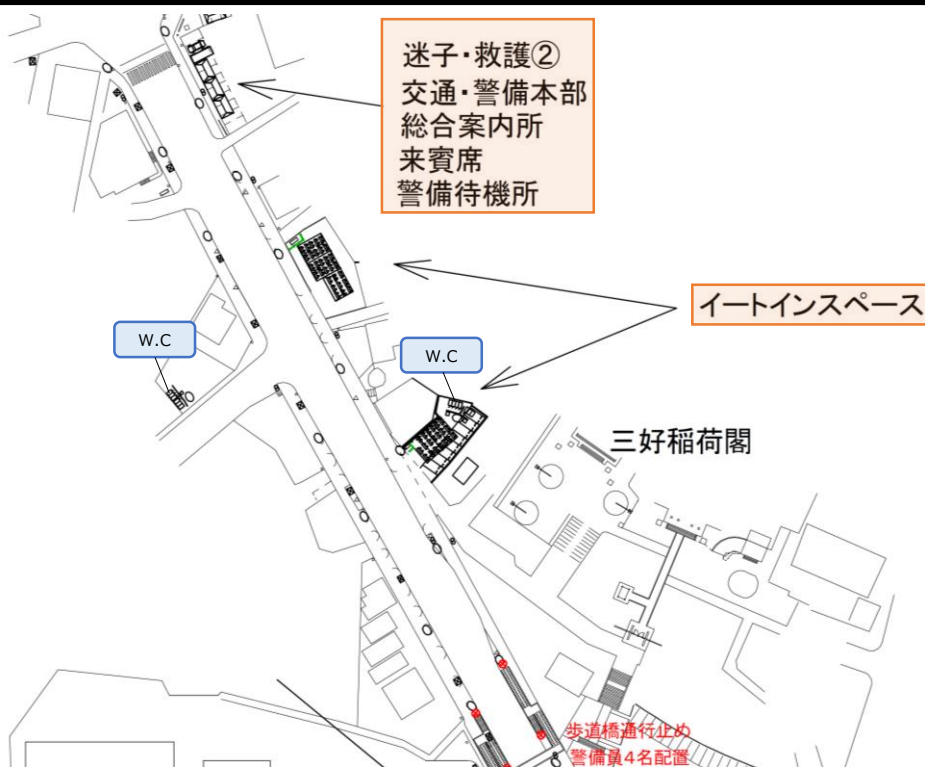 迷子・救護②
交通・警備本部
総合案内所
来賓席
警備待機所
イートインスペース
W.C
W.C
三好稲荷閣
歩道橋通行止め
警備員4名配置